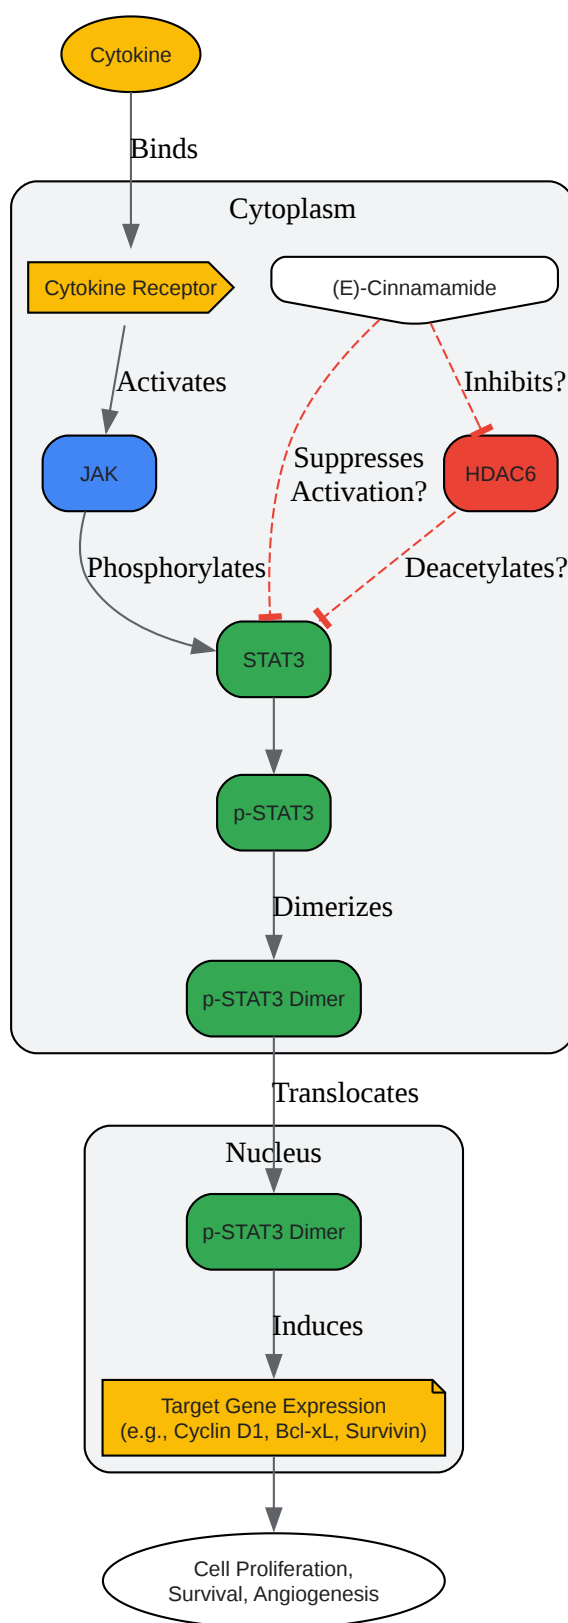 Cytokine
Binds
Cytoplasm
Cytokine Receptor
(E)-Cinnamamide
Activates
Inhibits?
JAK
Suppresses
Activation?
HDAC6
Phosphorylates
Deacetylates?
STAT3
p-STAT3
Dimerizes
p-STAT3 Dimer
Translocates
Nucleus
p-STAT3 Dimer
Induces
Target Gene Expression
(e.g., Cyclin D1, Bcl-xL, Survivin)
Cell Proliferation,
Survival, Angiogenesis